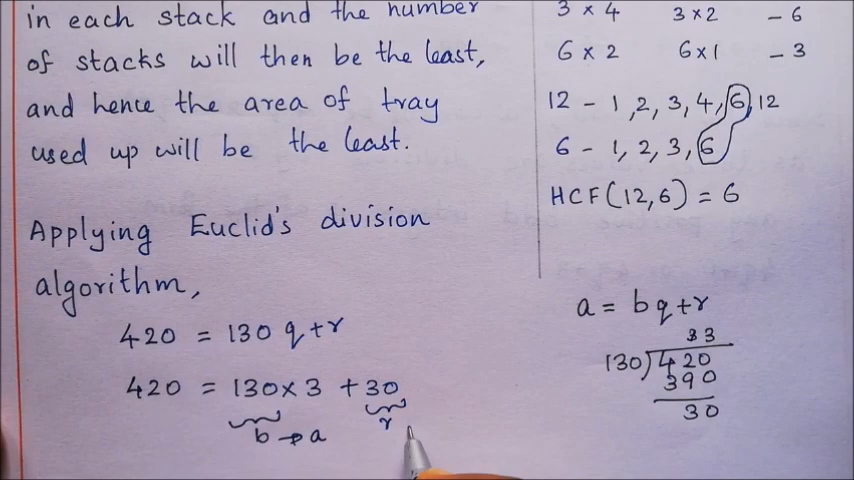 in each stack and the number
of stacks will then be the least,
and hence the area of tray
used up will be the least.
Applying Euclid's division
algorithm,
420 = 130 q + r
420 = 130 × 3 + 30
b → a r
3 × 4 3 × 2 - 6
6 × 2 6 × 1 - 3
12 - 1, 2, 3, 4, 6, 12
6 - 1, 2, 3, 6
HCF(12,6) = 6
a = bq + r
33
130)420
390
30